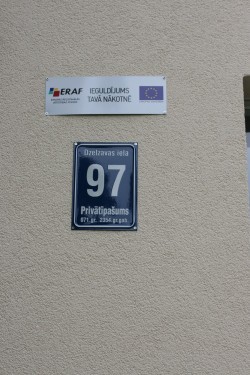 ERAF
IEGULDĪJUMS
TAVĀ NĀKOTNĒ
Dzelzavas iela
97
Privātīpašums